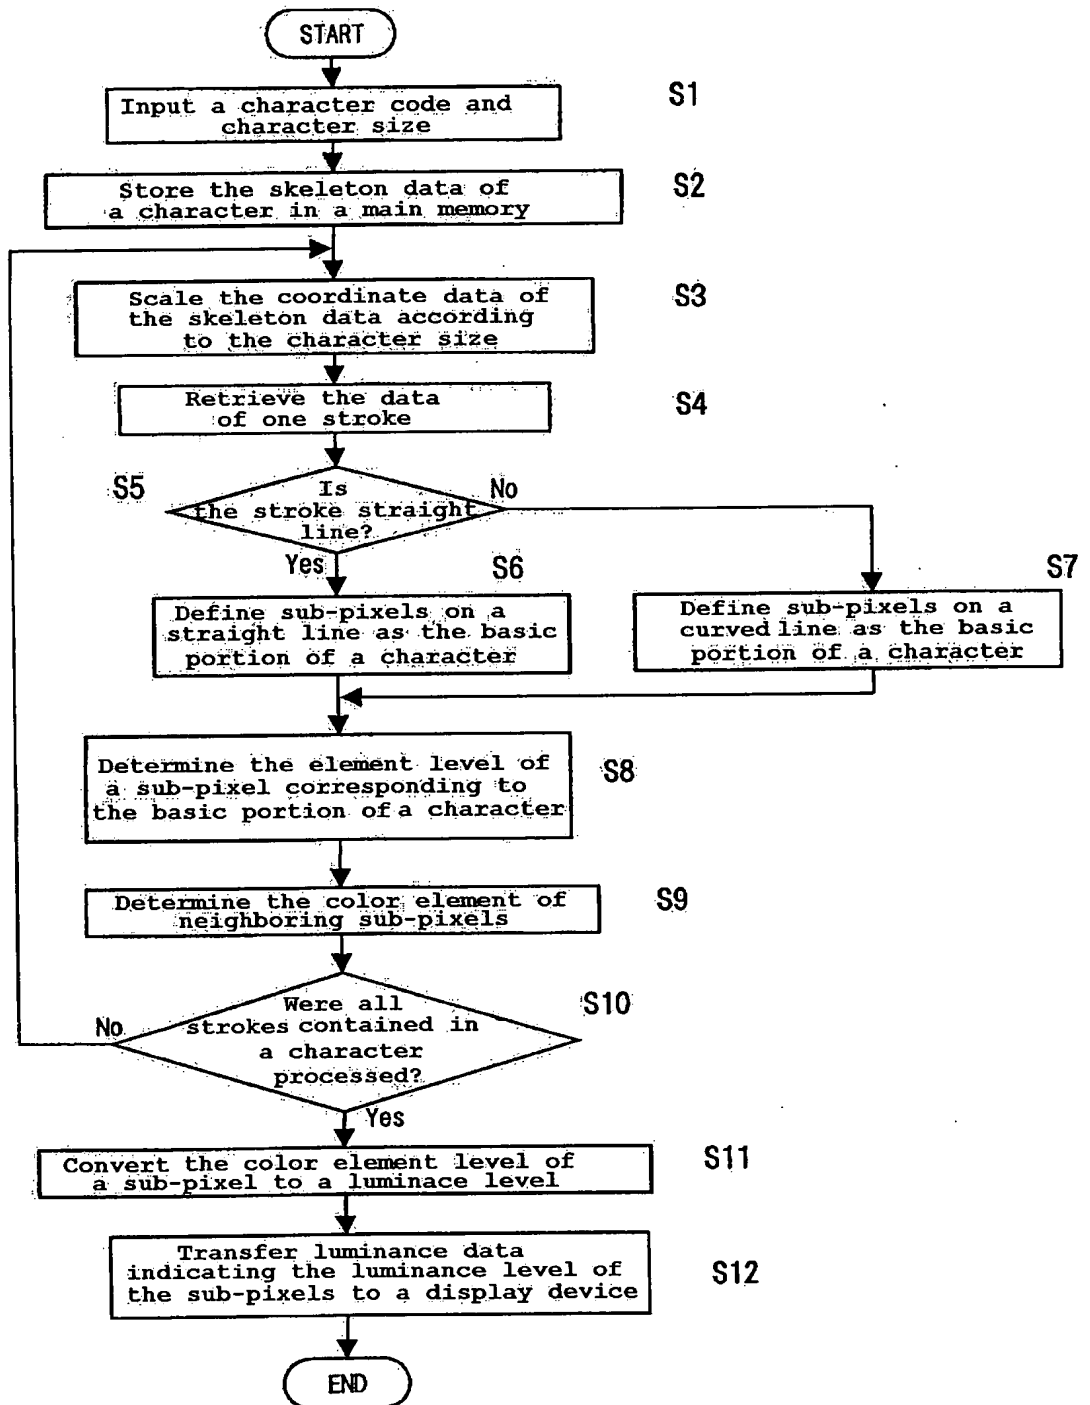 START
S1
Input a character code and
character size
S2
Store the skeleton data of
a character in a main memory
S3
Scale the coordinate data of
the skeleton data according
to the character size
S4
Retrieve the data
of one stroke
S5
Is
the stroke straight
line?
No
Yes
S6
S7
Define sub-pixels on a
straight line as the basic
portion of a character
Define sub-pixels on a
curved line as the basic
portion of a character
S8
Determine the element level of
a sub-pixel corresponding to
the basic portion of a character
S9
Determine the color element of
neighboring sub-pixels
S10
Were all
strokes contained in
a character
processed?
No
Yes
S11
Convert the color element level of
a sub-pixel to a luminace level
S12
Transfer luminance data
indicating the luminance level of
the sub-pixels to a display device
END